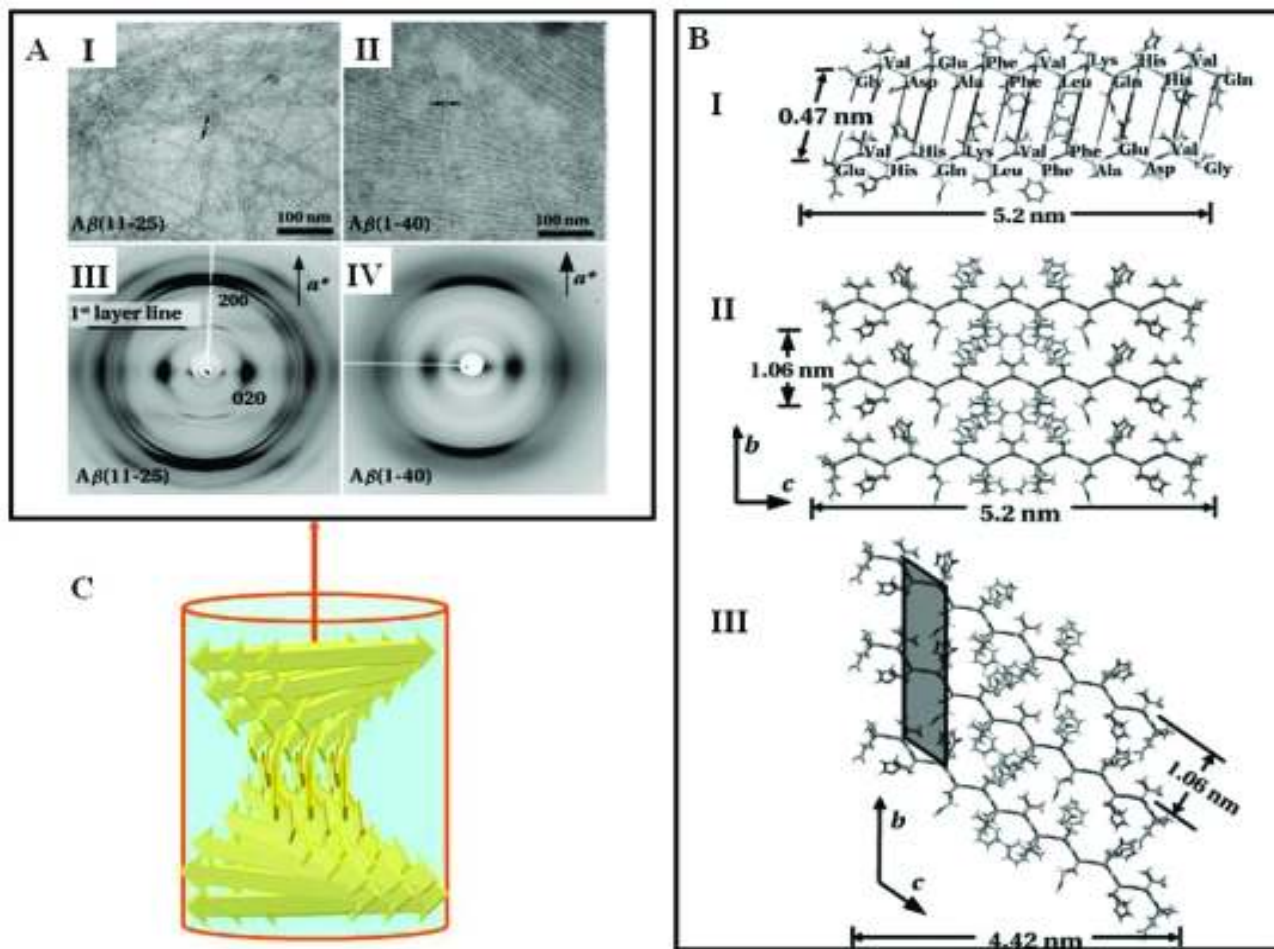 A
I
II
Aβ(11-25)
100 nm
Aβ(1-40)
100 nm
III
a*
200
1st layer line
020
Aβ(11-25)
IV
a*
Aβ(1-40)
B
I
Val Glu Phe Val Lys His Val
Gly Asp Ala Phe Leu Gln His Gln
0.47 nm
Val His Lys Val Phe Glu Val
Glu His Gln Leu Phe Ala Asp Gly
5.2 nm
II
1.06 nm
b
c
5.2 nm
III
1.06 nm
b
c
4.42 nm
C